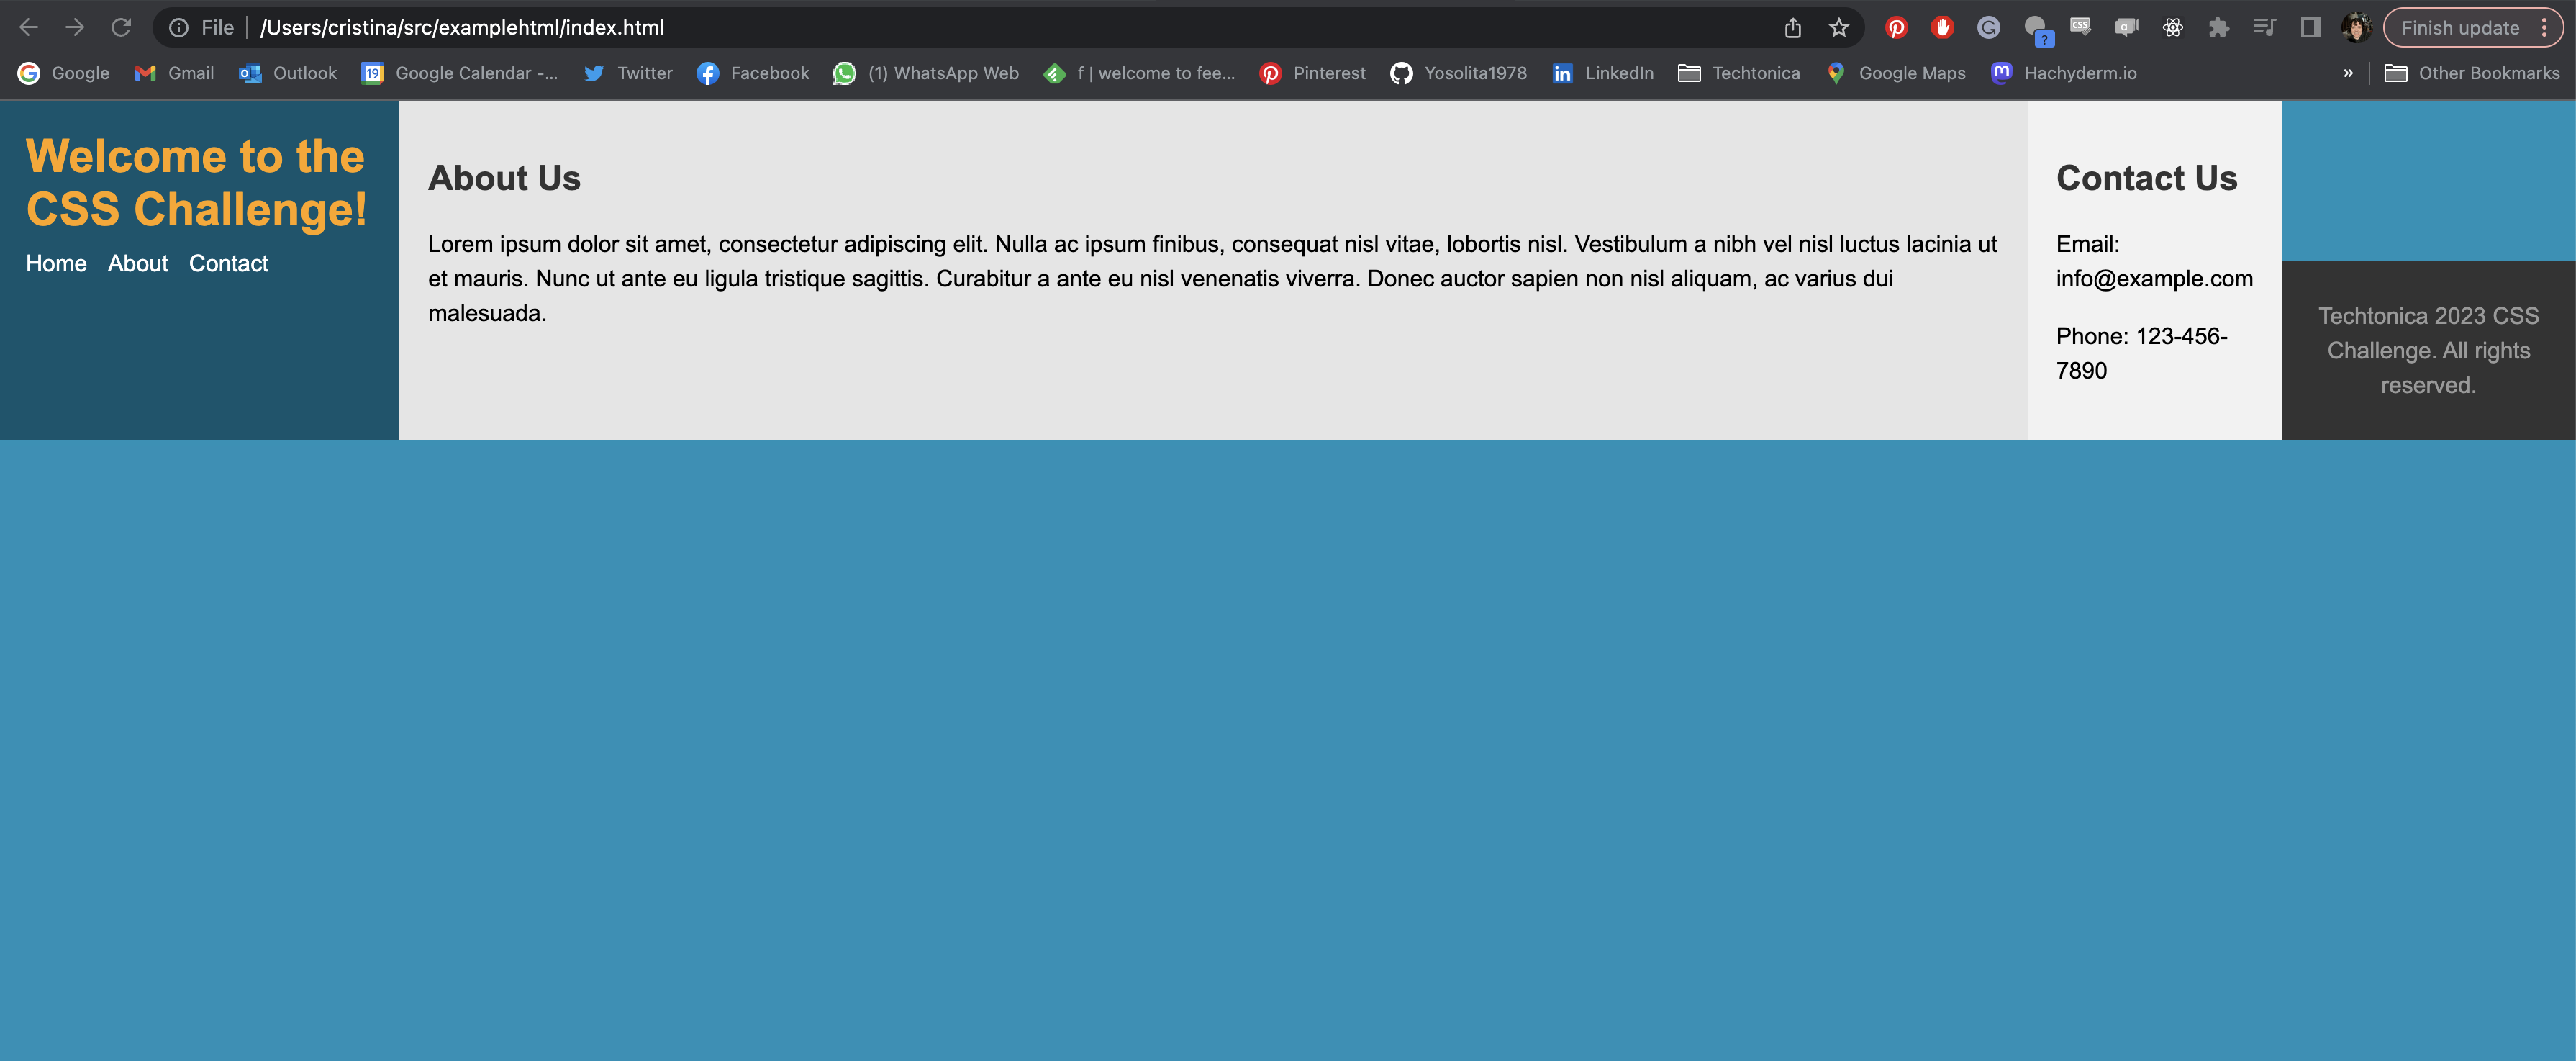 File /Users/cristina/src/examplehtml/index.html
?
CSS
a
Finish update
Google
Gmail
Outlook
19
Google Calendar -...
Twitter
Facebook
(1) WhatsApp Web
f | welcome to fee...
Pinterest
Yosolita1978
LinkedIn
Techtonica
Google Maps
Hachyderm.io
»
Other Bookmarks
Welcome to the
CSS Challenge!
Home About Contact
About Us
Lorem ipsum dolor sit amet, consectetur adipiscing elit. Nulla ac ipsum finibus, consequat nisl vitae, lobortis nisl. Vestibulum a nibh vel nisl luctus lacinia ut
et mauris. Nunc ut ante eu ligula tristique sagittis. Curabitur a ante eu nisl venenatis viverra. Donec auctor sapien non nisl aliquam, ac varius dui
malesuada.
Contact Us
Email:
info@example.com
Phone: 123-456-
7890
Techtonica 2023 CSS
Challenge. All rights
reserved.